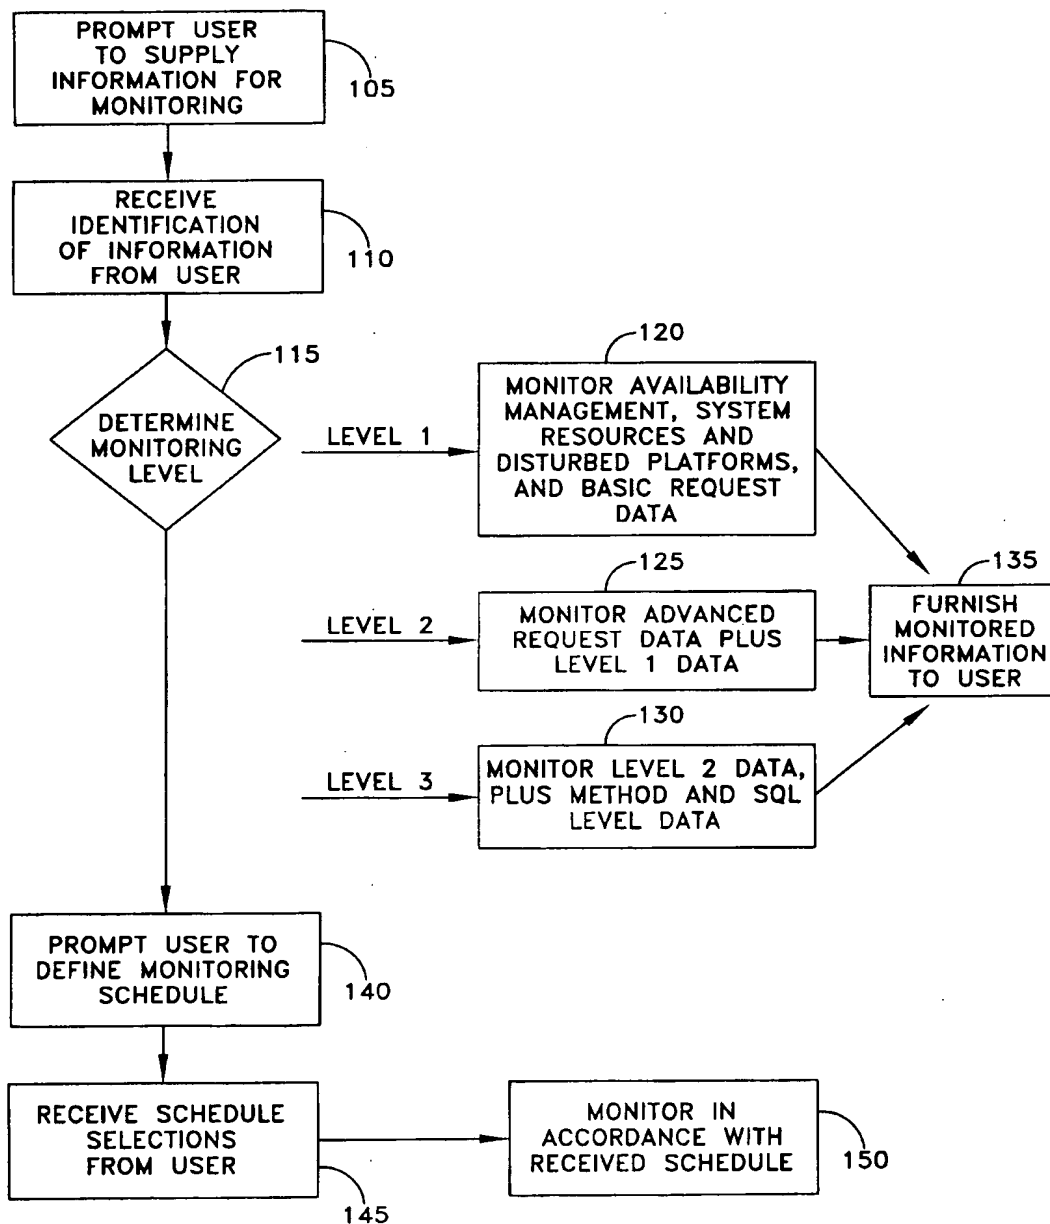 PROMPT USER
TO SUPPLY
INFORMATION FOR
MONITORING
105
RECEIVE
IDENTIFICATION
OF INFORMATION
FROM USER
110
115
DETERMINE
MONITORING
LEVEL
LEVEL 1
120
MONITOR AVAILABILITY
MANAGEMENT, SYSTEM
RESOURCES AND
DISTURBED PLATFORMS,
AND BASIC REQUEST
DATA
LEVEL 2
125
MONITOR ADVANCED
REQUEST DATA PLUS
LEVEL 1 DATA
135
FURNISH
MONITORED
INFORMATION
TO USER
LEVEL 3
130
MONITOR LEVEL 2 DATA,
PLUS METHOD AND SQL
LEVEL DATA
PROMPT USER TO
DEFINE MONITORING
SCHEDULE
140
RECEIVE SCHEDULE
SELECTIONS
FROM USER
145
MONITOR IN
ACCORDANCE WITH
RECEIVED SCHEDULE
150